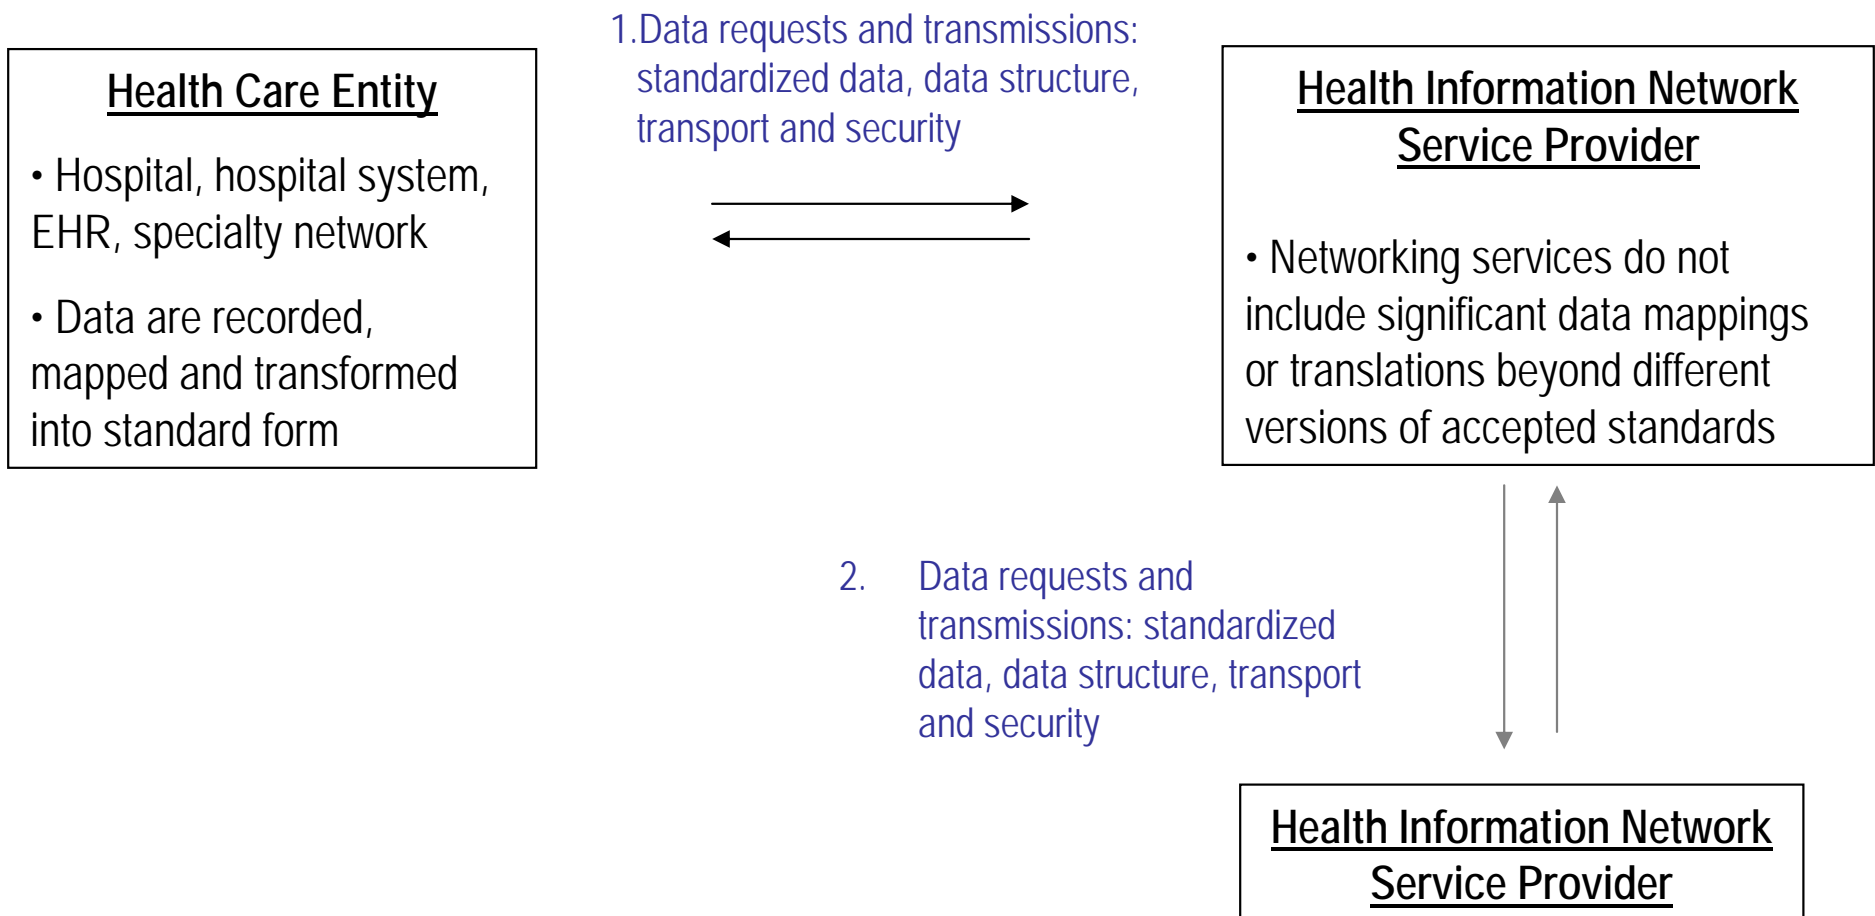 Health Care Entity
• Hospital, hospital system,
EHR, specialty network
• Data are recorded,
mapped and transformed
into standard form
1.Data requests and transmissions:
standardized data, data structure,
transport and security
Health Information Network
Service Provider
• Networking services do not
include significant data mappings
or translations beyond different
versions of accepted standards
2. Data requests and
transmissions: standardized
data, data structure, transport
and security
Health Information Network
Service Provider